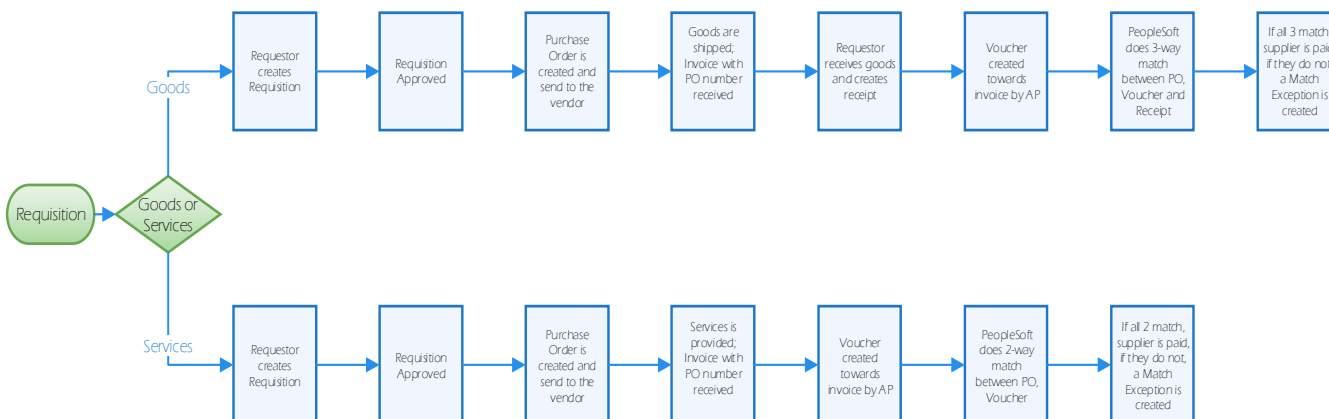 Goods
Requestor
creates
Requisition
Requisition
Approved
Purchase
Order is
created and
send to the
vendor
Goods are
shipped;
Invoice with
PO number
received
Requestor
receives goods
and creates
receipt
Voucher
created
towards
invoice by AP
PeopleSoft
does 3-way
match
between PO,
Voucher and
Receipt
If all 3 match,
supplier is paid,
if they do not,
a Match
Exception is
created
Requisition
Goods or
Services
Services
Requestor
creates
Requisition
Requisition
Approved
Purchase
Order is
created and
send to the
vendor
Services is
provided;
Invoice with
PO number
received
Voucher
created
towards
invoice by AP
PeopleSoft
does 2-way
match
between PO,
Voucher
If all 2 match,
supplier is paid,
if they do not,
a Match
Exception is
created